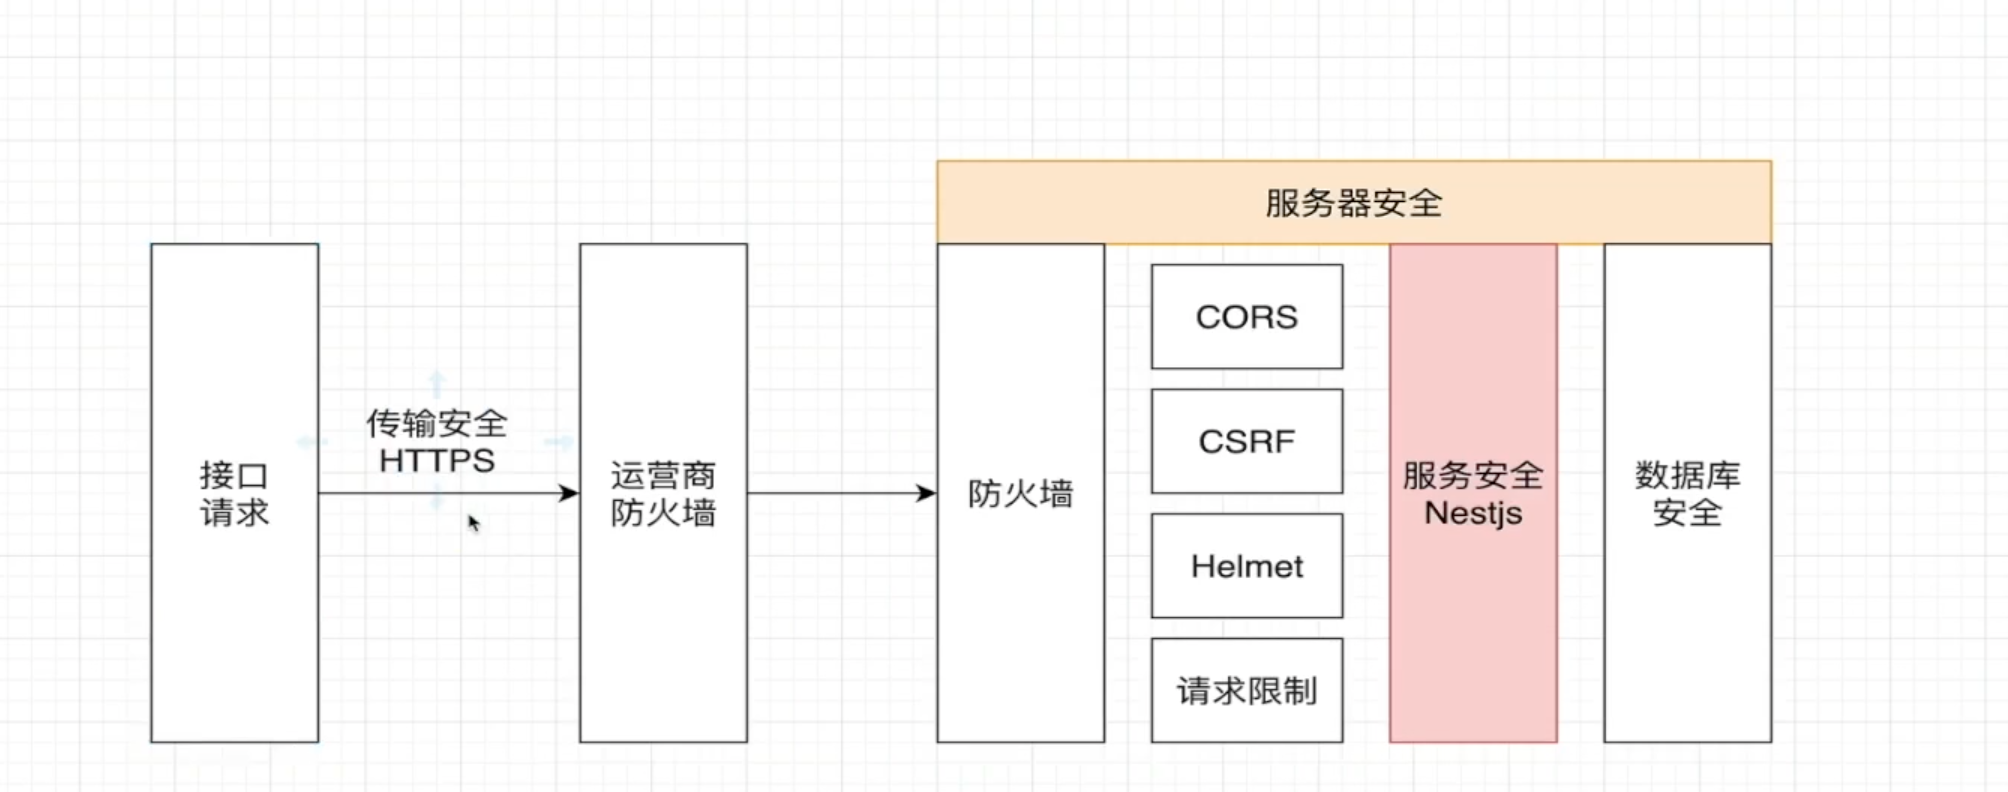 服务器安全
接口
请求
传输安全
HTTPS
运营商
防火墙
防火墙
CORS
CSRF
Helmet
请求限制
服务安全
Nestjs
数据库
安全